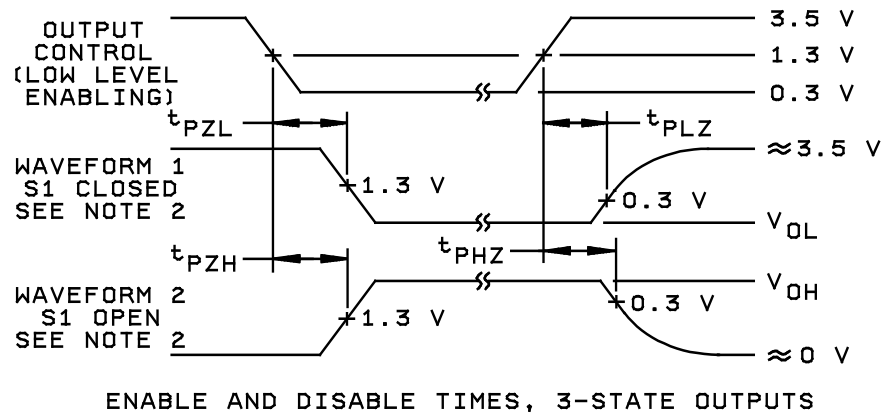 OUTPUT
CONTROL
(LOW LEVEL
ENABLING)
3.5 V
1.3 V
0.3 V
tPZL
tPLZ
WAVEFORM 1
S1 CLOSED
SEE NOTE 2
1.3 V
0.3 V
≈3.5 V
VOL
tPZH
tPHZ
WAVEFORM 2
S1 OPEN
SEE NOTE 2
1.3 V
0.3 V
VOH
≈0 V
ENABLE AND DISABLE TIMES, 3-STATE OUTPUTS